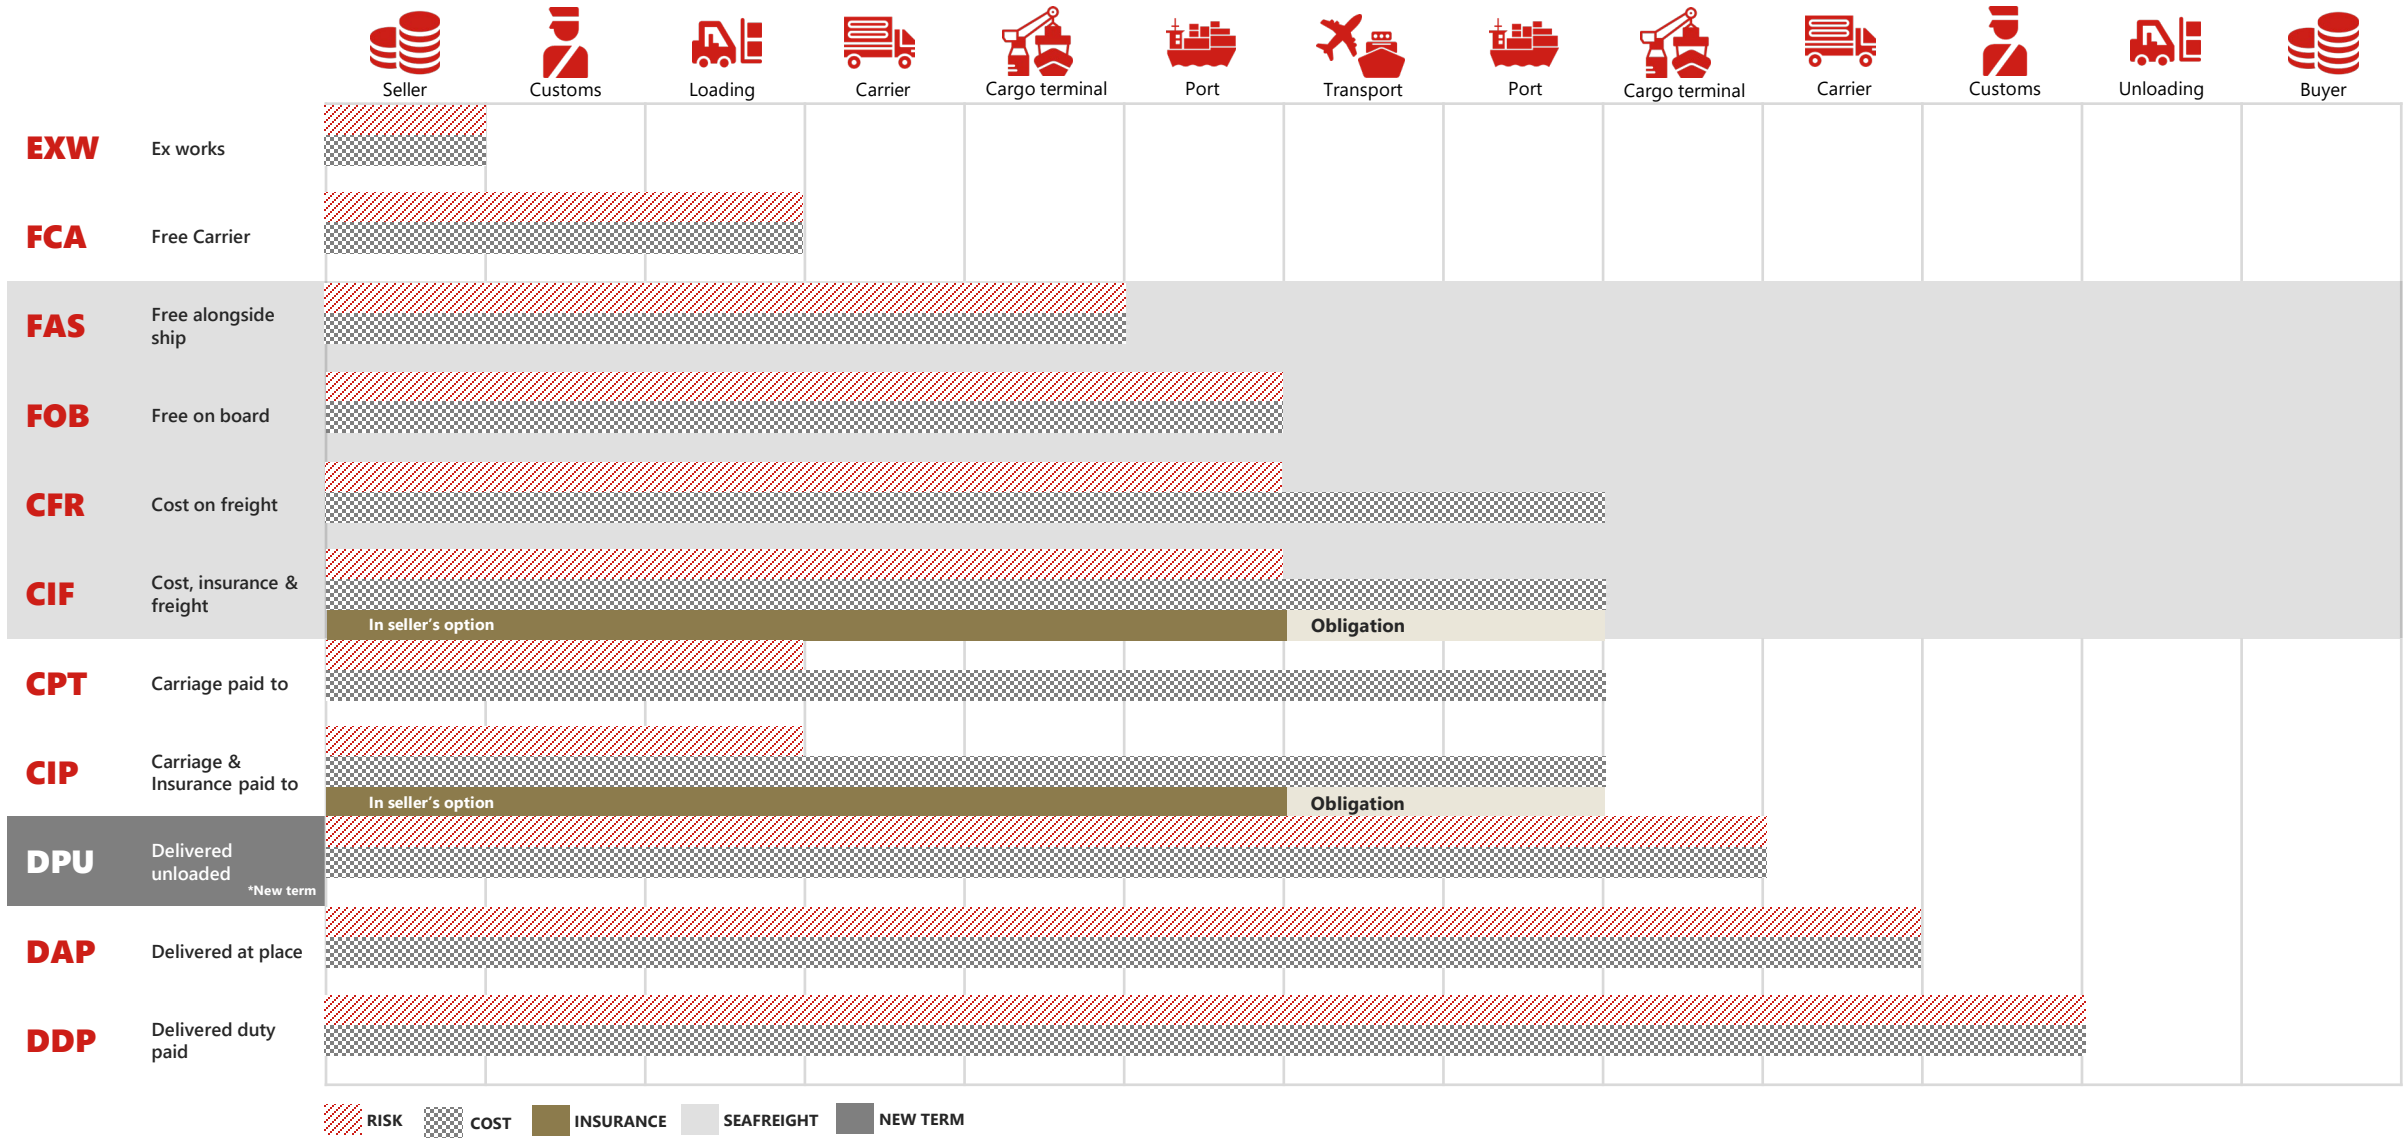 Seller
Customs
Loading
Carrier
Cargo terminal
Port
Transport
Port
Cargo terminal
Carrier
Customs
Unloading
Buyer
EXW
Ex works
FCA
Free Carrier
FAS
Free alongside
ship
FOB
Free on board
CFR
Cost on freight
CIF
Cost, insurance &
freight
In seller's option
Obligation
CPT
Carriage paid to
CIP
Carriage &
Insurance paid to
In seller's option
Obligation
DPU
Delivered
unloaded
*New term
DAP
Delivered at place
DDP
Delivered duty
paid
RISK
COST
INSURANCE
SEAFREIGHT
NEW TERM